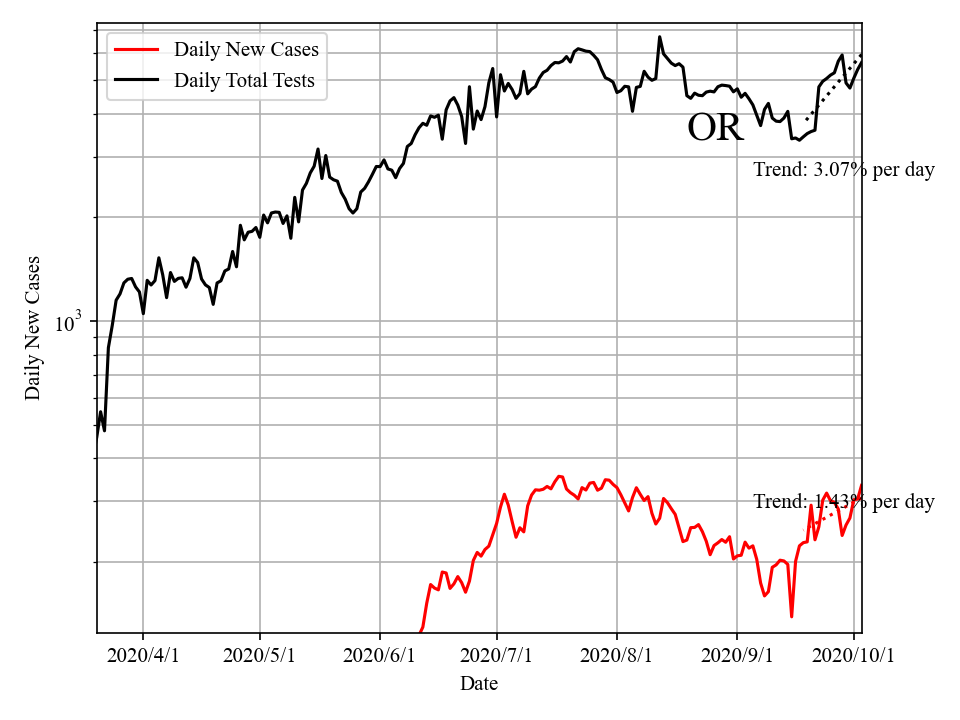 Daily New Cases
Daily Total Tests
OR
Trend: 3.07% per day
Trend: 1.43% per day
Daily New Cases
10³
2020/4/1 2020/5/1 2020/6/1 2020/7/1 2020/8/1 2020/9/1 2020/10/1
Date